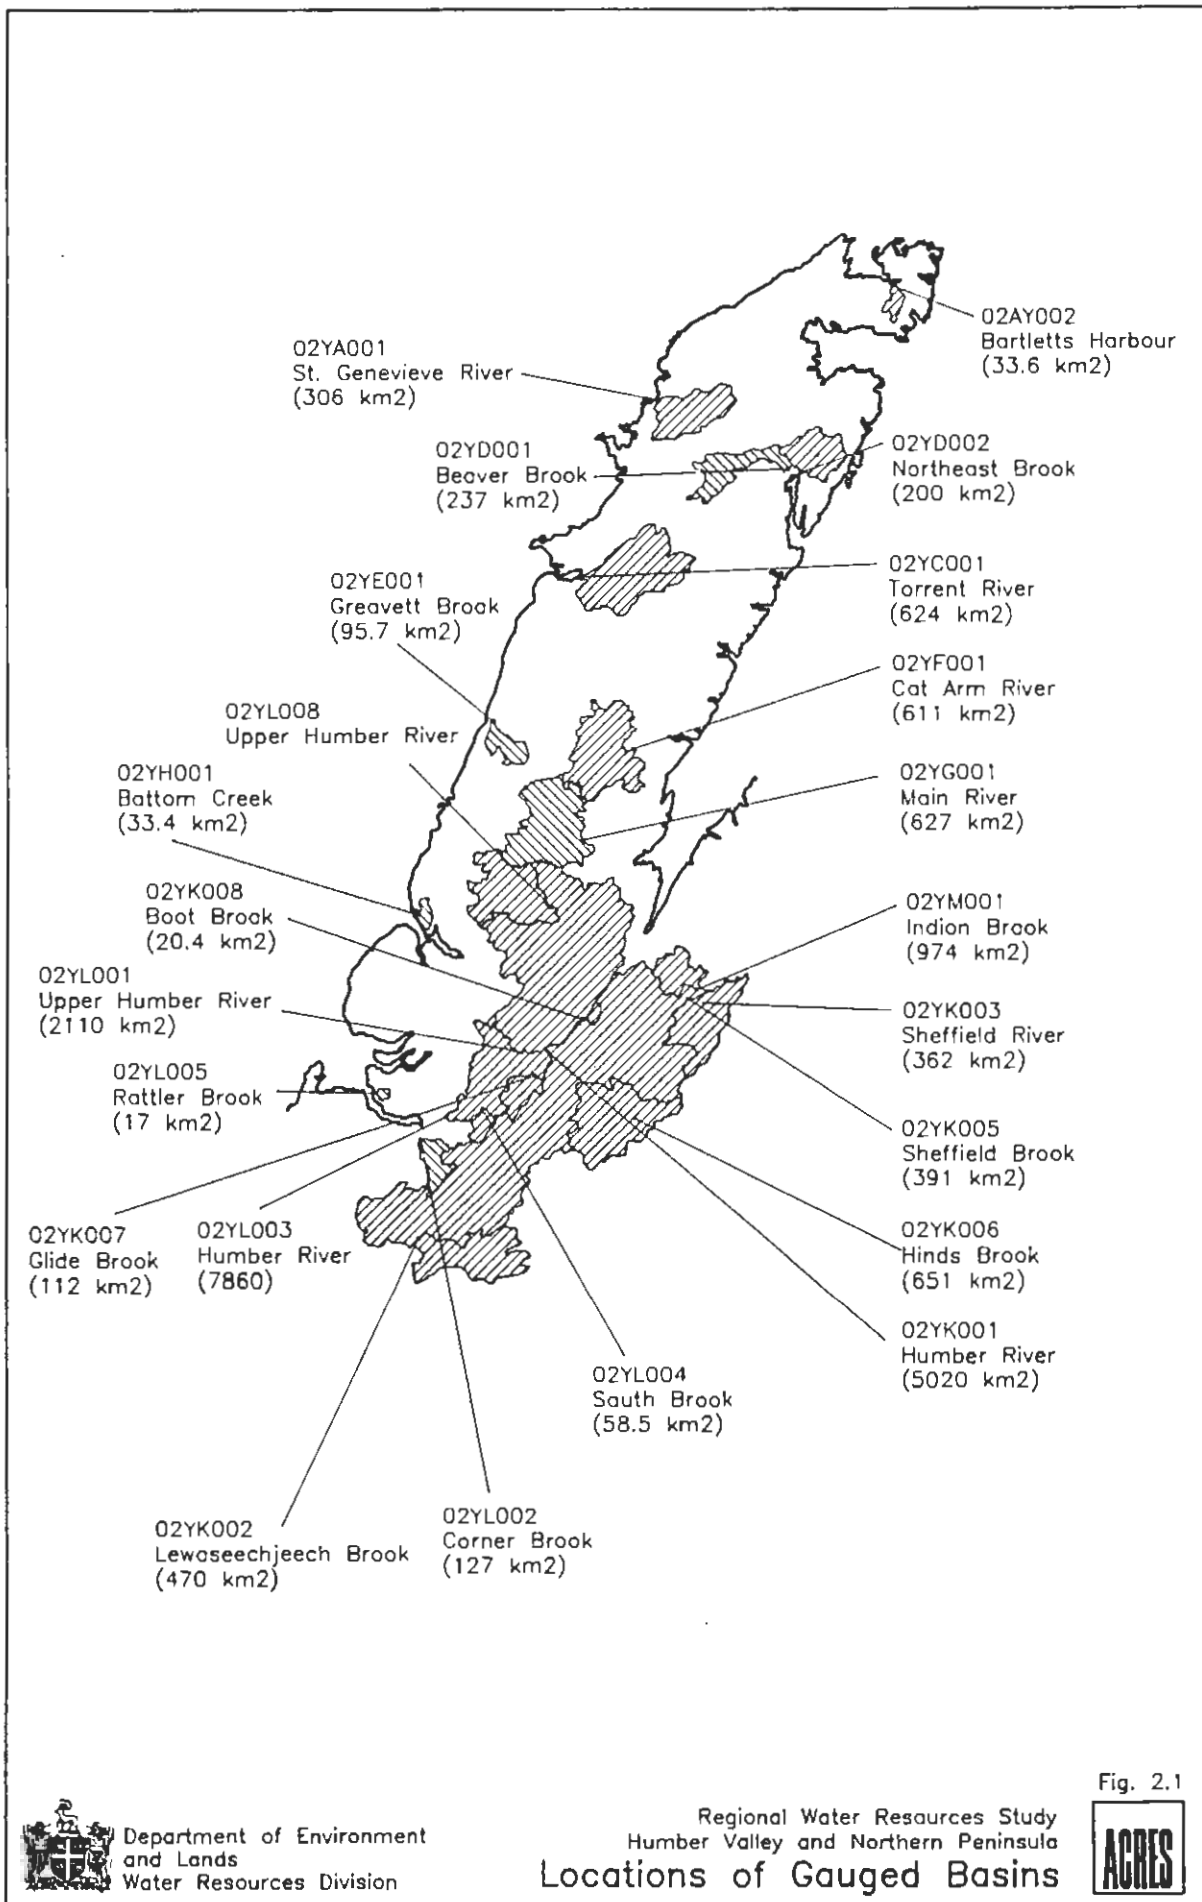 02AY002
Bartletts Harbour
(33.6 km2)
02YA001
St. Genevieve River
(306 km2)
02YD001
Beaver Brook
(237 km2)
02YD002
Northeast Brook
(200 km2)
02YC001
Torrent River
(624 km2)
02YE001
Greavett Brook
(95.7 km2)
02YF001
Cat Arm River
(611 km2)
02YL008
Upper Humber River
02YG001
Main River
(627 km2)
02YH001
Bottom Creek
(33.4 km2)
02YK008
Boot Brook
(20.4 km2)
02YM001
Indion Brook
(974 km2)
02YL001
Upper Humber River
(2110 km2)
02YK003
Sheffield River
(362 km2)
02YL005
Rattler Brook
(17 km2)
02YK005
Sheffield Brook
(391 km2)
02YK007
Glide Brook
(112 km2)
02YL003
Humber River
(7860)
02YK006
Hinds Brook
(651 km2)
02YK001
Humber River
(5020 km2)
02YL004
South Brook
(58.5 km2)
02YK002
Lewaseechjeech Brook
(470 km2)
02YL002
Corner Brook
(127 km2)
Fig. 2.1
Department of Environment
and Lands
Water Resources Division
Regional Water Resources Study
Humber Valley and Northern Peninsula
Locations of Gauged Basins
ACRES